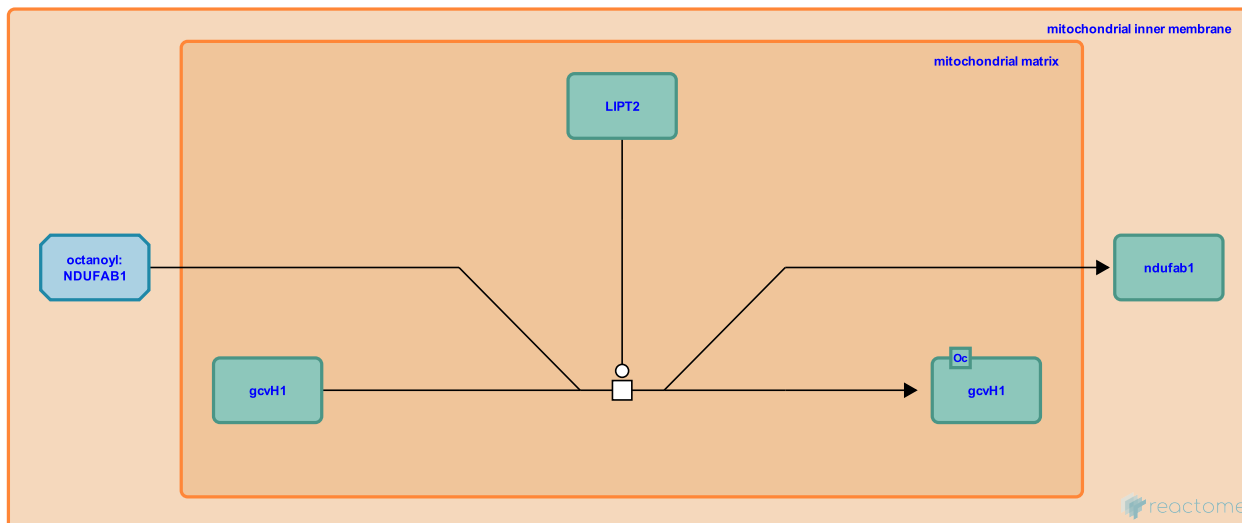 mitochondrial inner membrane
mitochondrial matrix
LIPT2
octanoyl:
NDUFAB1
ndufab1
gcvH1
Oc
gcvH1
reactome